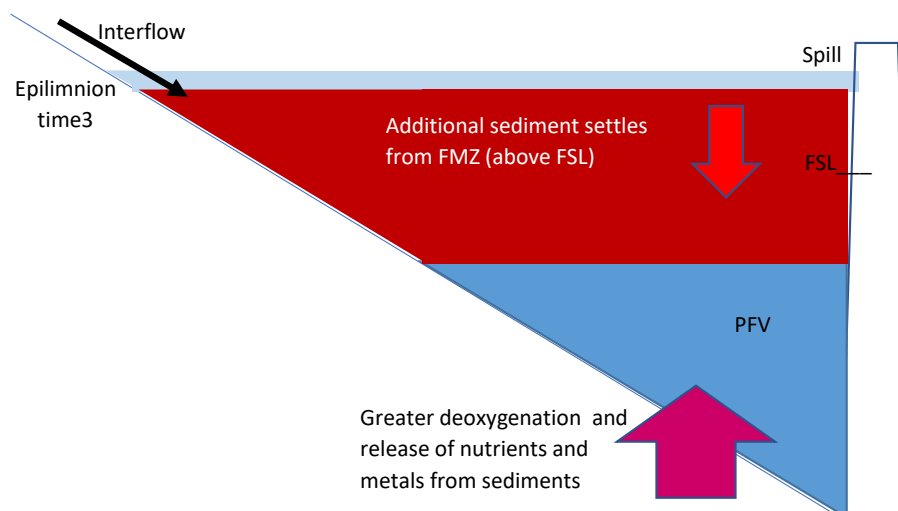 Interflow
Spill
Epilimnion
time3
Additional sediment settles
from FMZ (above FSL)
FSL___
PFV
Greater deoxygenation and
release of nutrients and
metals from sediments